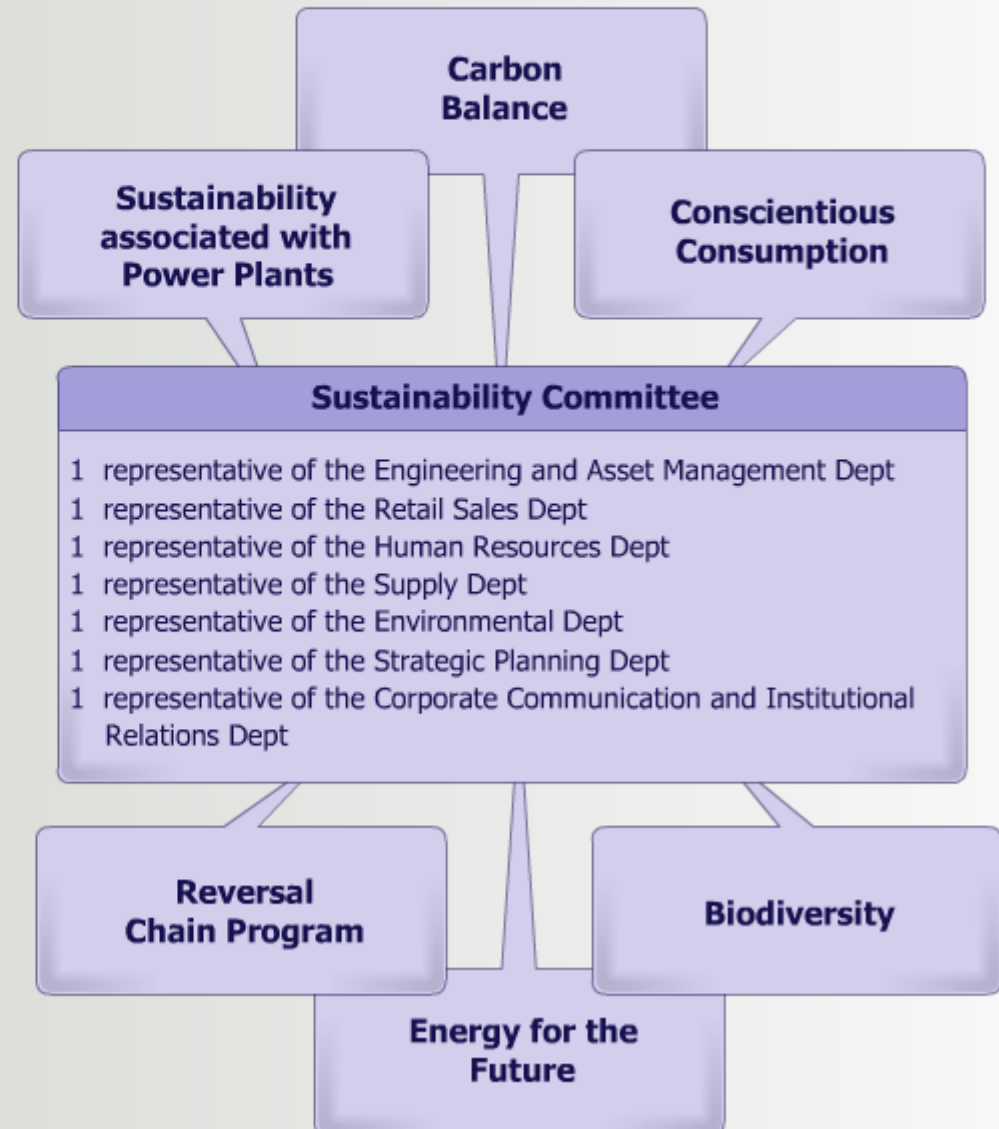 Carbon
Balance
Sustainability
associated with
Power Plants
Conscientious
Consumption
Sustainability Committee
1 representative of the Engineering and Asset Management Dept
1 representative of the Retail Sales Dept
1 representative of the Human Resources Dept
1 representative of the Supply Dept
1 representative of the Environmental Dept
1 representative of the Strategic Planning Dept
1 representative of the Corporate Communication and Institutional
Relations Dept
Reversal
Chain Program
Biodiversity
Energy for the
Future